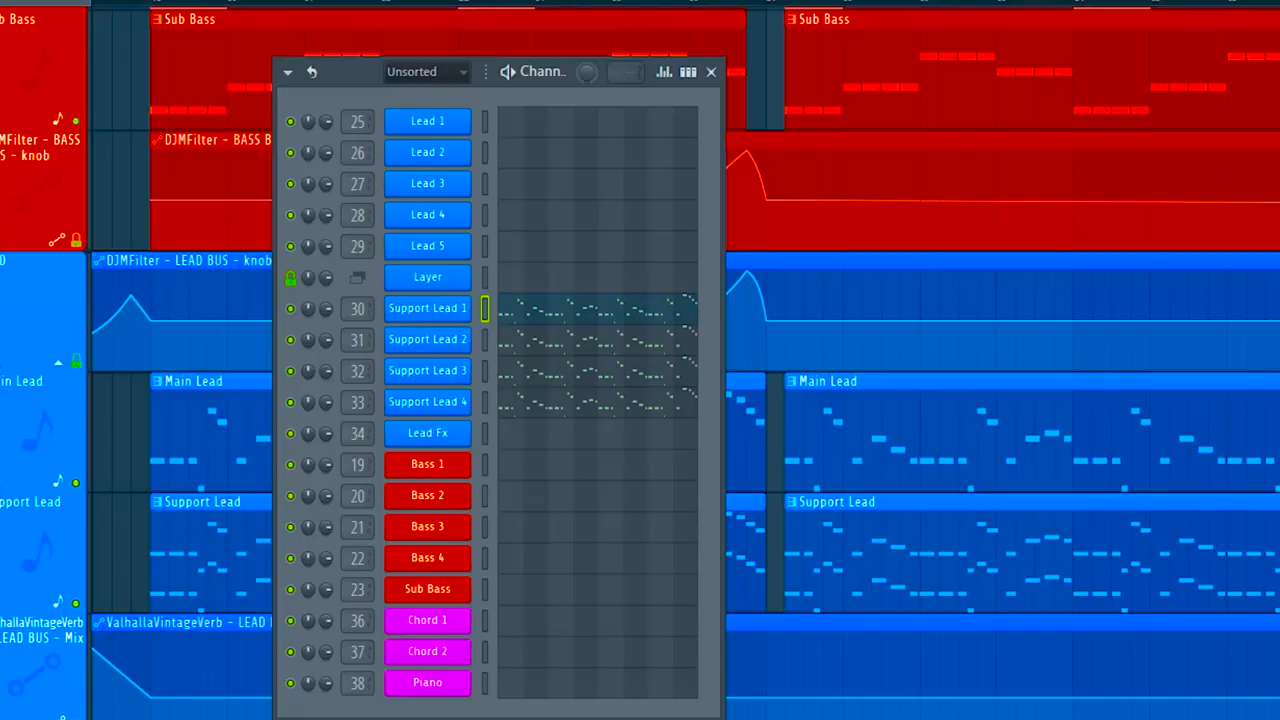 b Bass
Sub Bass
Sub Bass
Unsorted
Chann..
25 Lead 1
26 Lead 2
27 Lead 3
28 Lead 4
29 Lead 5
Layer
30 Support Lead 1
31 Support Lead 2
32 Support Lead 3
33 Support Lead 4
34 Lead Fx
19 Bass 1
20 Bass 2
21 Bass 3
22 Bass 4
23 Sub Bass
36 Chord 1
37 Chord 2
38 Piano
MFilter - BASS
S - knob
DJMFilter - BASS B
D
DJMFilter - LEAD BUS - knob
in Lead
Main Lead
Main Lead
pport Lead
Support Lead
Support Lead
alhallaVintageVerb
EAD BUS - Mix
ValhallaVintageVerb - LEAD